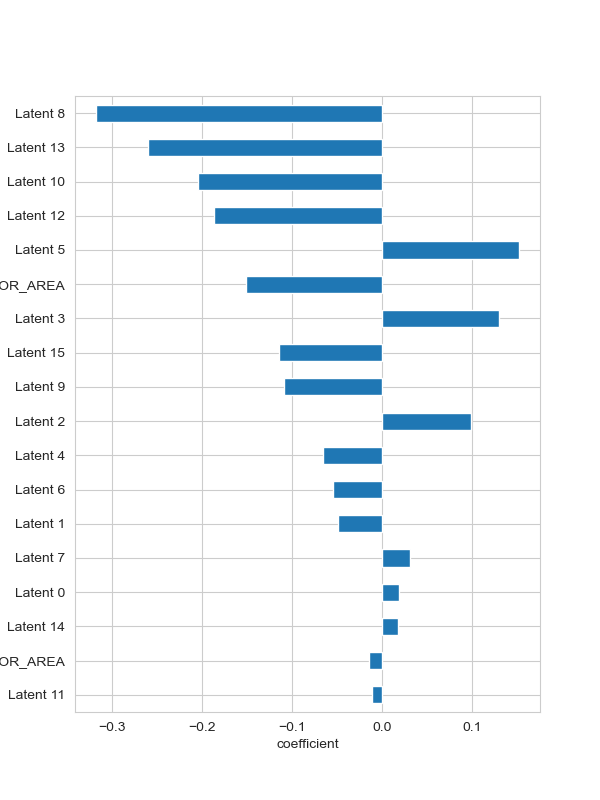 Latent 8
Latent 13
Latent 10
Latent 12
Latent 5
OR_AREA
Latent 3
Latent 15
Latent 9
Latent 2
Latent 4
Latent 6
Latent 1
Latent 7
Latent 0
Latent 14
OR_AREA
Latent 11
−0.3 −0.2 −0.1 0.0 0.1
coefficient